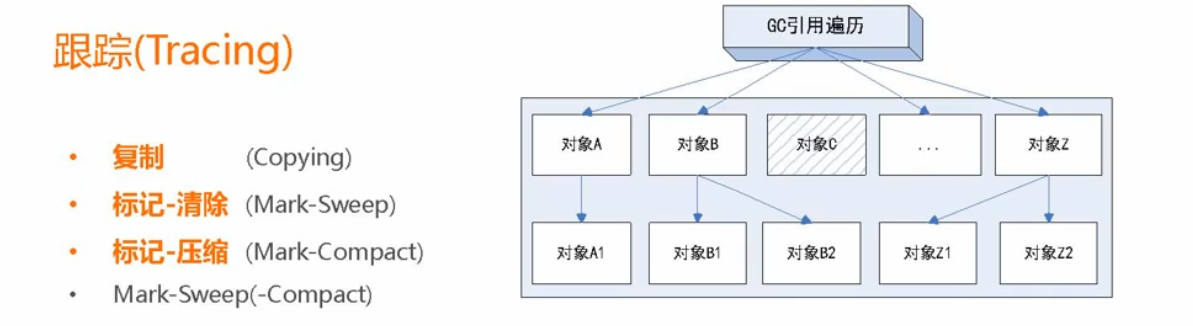 跟踪(Tracing)
• 复制 (Copying)
• 标记-清除 (Mark-Sweep)
• 标记-压缩 (Mark-Compact)
• Mark-Sweep(-Compact)
GC引用遍历
对象A 对象B 对象C ... 对象Z
对象A1 对象B1 对象B2 对象Z1 对象Z2